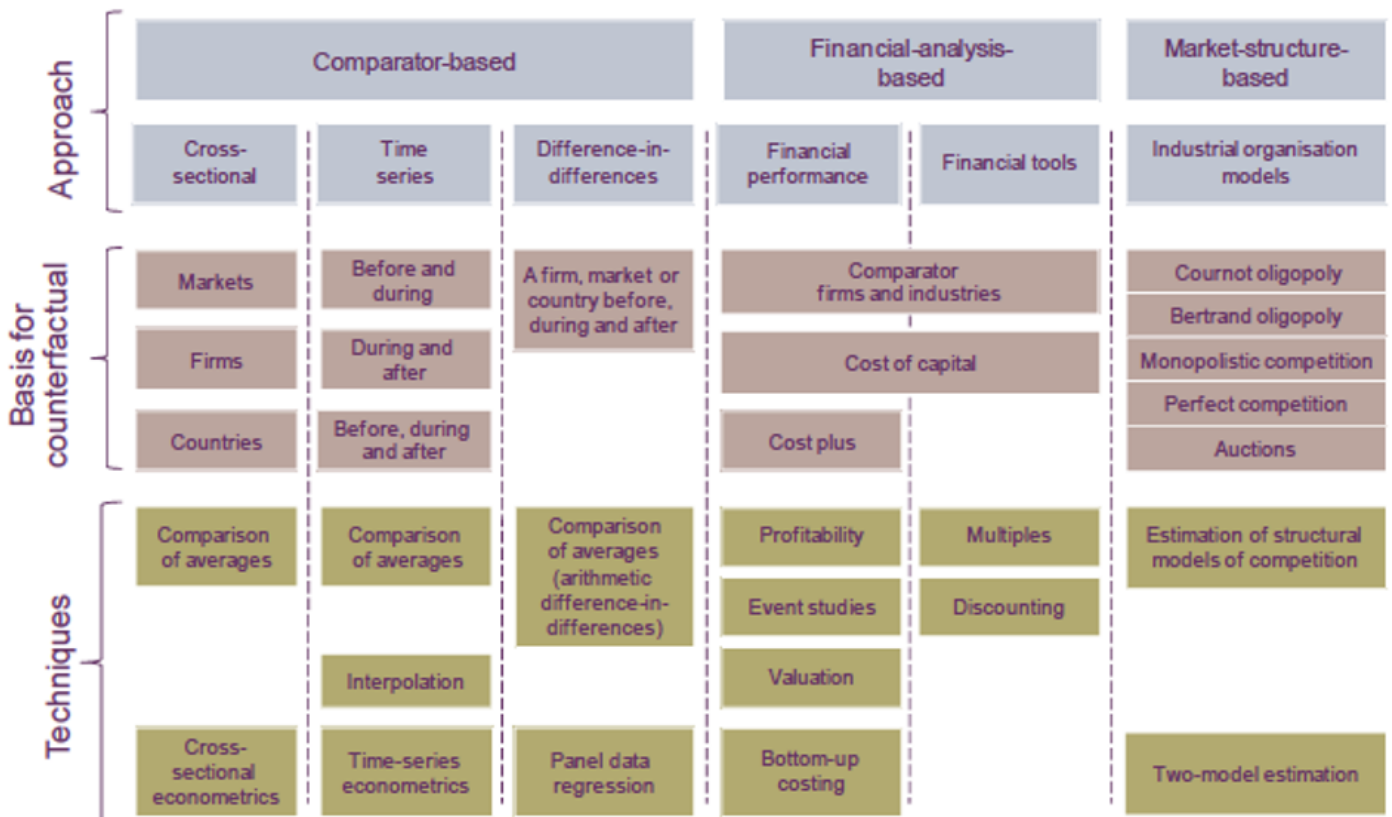 Approach
Comparator-based
Financial-analysis-
based
Market-structure-
based
Cross-
sectional
Time
series
Difference-in-
differences
Financial
performance
Financial tools
Industrial organisation
models
Basis for
counterfactual
Markets
Firms
Countries
Before and
during
During and
after
Before, during
and after
A firm, market or
country before,
during and after
Comparator
firms and industries
Cost of capital
Cost plus
Cournot oligopoly
Bertrand oligopoly
Monopolistic competition
Perfect competition
Auctions
Techniques
Comparison
of averages
Cross-
sectional
econometrics
Comparison
of averages
Interpolation
Time-series
econometrics
Comparison
of averages
(arithmetic
difference-in-
differences)
Panel data
regression
Profitability
Event studies
Valuation
Bottom-up
costing
Multiples
Discounting
Estimation of structural
models of competition
Two-model estimation